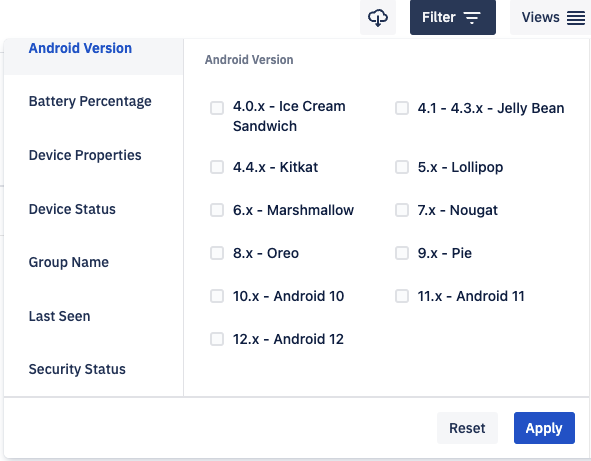 Filter
Views
Android Version
Battery Percentage
Device Properties
Device Status
Group Name
Last Seen
Security Status
Android Version
4.0.x - Ice Cream
Sandwich
4.1 - 4.3.x - Jelly Bean
4.4.x - Kitkat
5.x - Lollipop
6.x - Marshmallow
7.x - Nougat
8.x - Oreo
9.x - Pie
10.x - Android 10
11.x - Android 11
12.x - Android 12
Reset
Apply